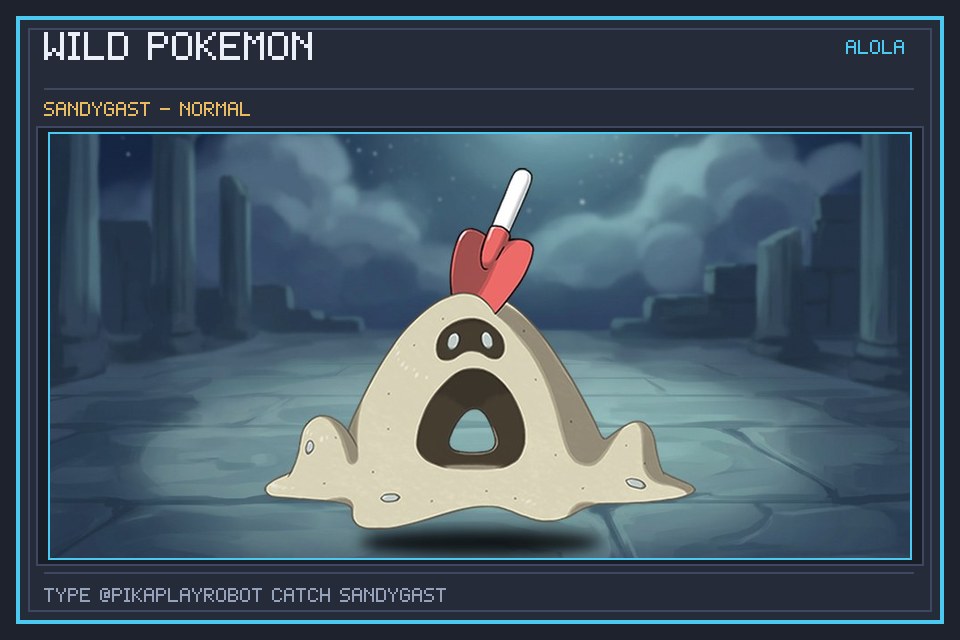 WILD POKEMON
ALOLA
SANDYGAST - NORMAL
TYPE @PIKAPLAYROBOT CATCH SANDYGAST